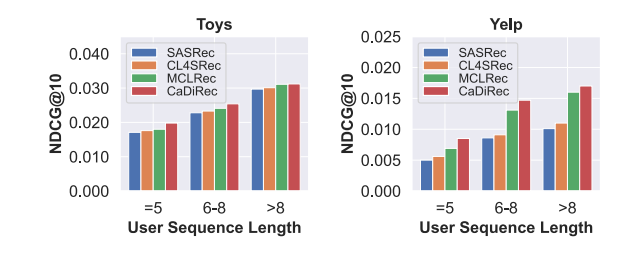 Toys
NDCG@10
0.040
0.030
0.020
0.010
0.000
SASRec
CL4SRec
MCLRec
CaDiRec
=5
6-8
>8
User Sequence Length
Yelp
NDCG@10
0.025
0.020
0.015
0.010
0.005
0.000
SASRec
CL4SRec
MCLRec
CaDiRec
=5
6-8
>8
User Sequence Length